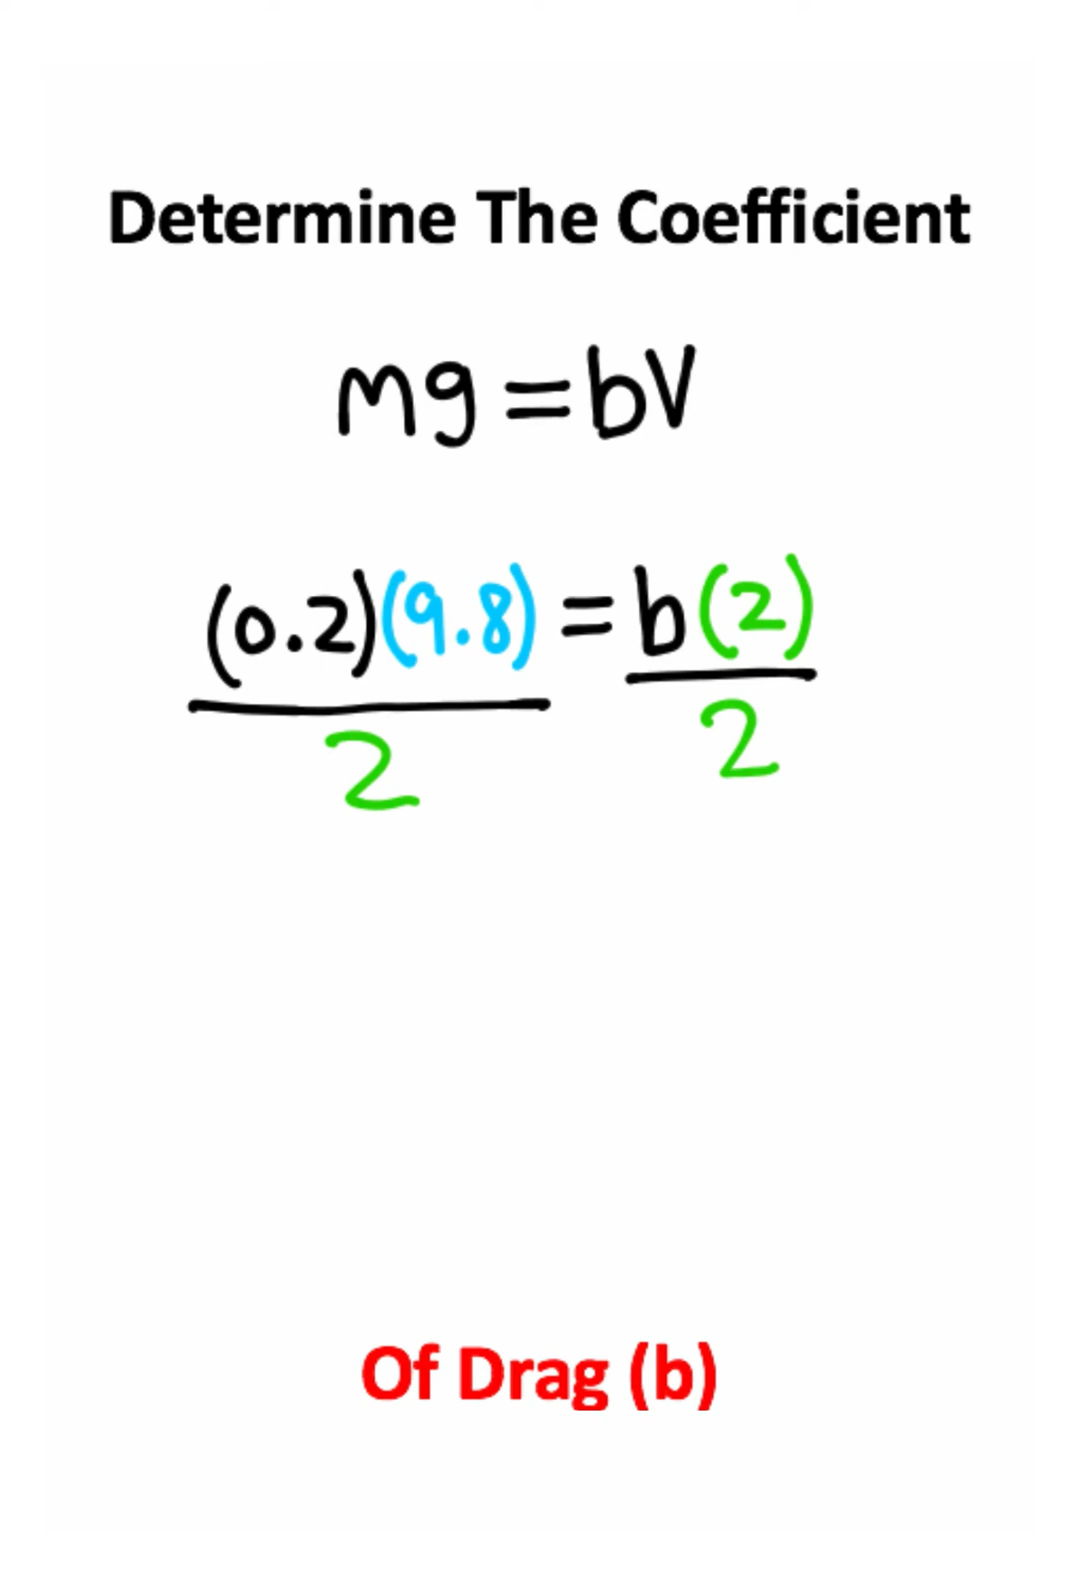 Determine The Coefficient
mg=bV
(0.2)(9.8)=b(2)
2 2
Of Drag (b)